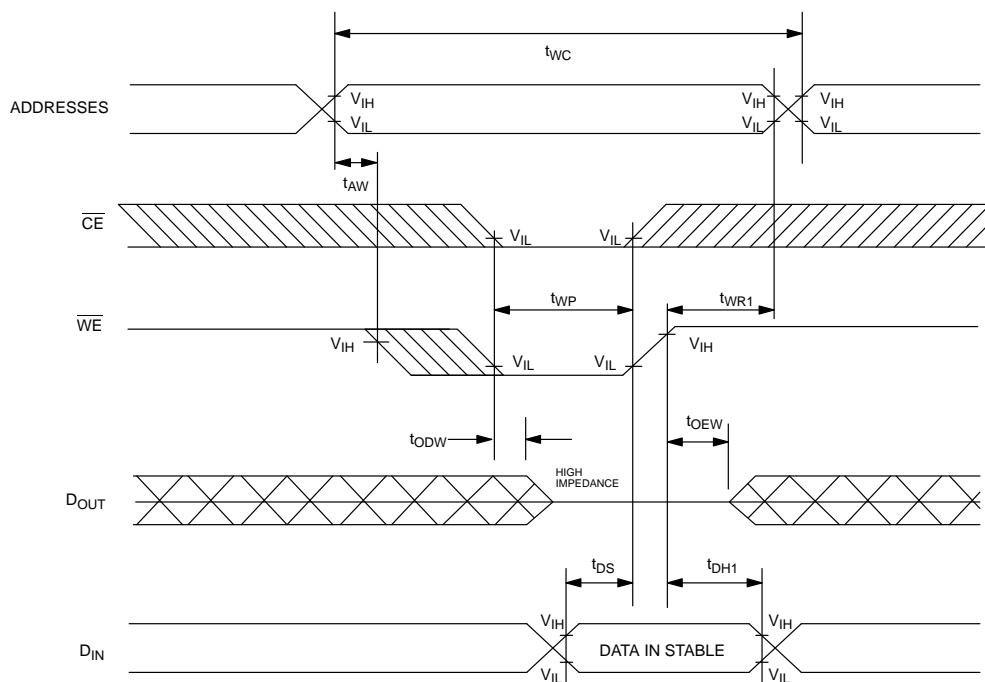 tWC
ADDRESSES
VIH VIH VIH
VIL VIL VIL
tAW
CE
VIL VIL
tWP tWR1
WE
VIH VIH
VIL VIL
tODW tOEW
HIGH
IMPEDANCE
DOUT
tDS tDH1
VIH VIH
DIN DATA IN STABLE
VIL VIL